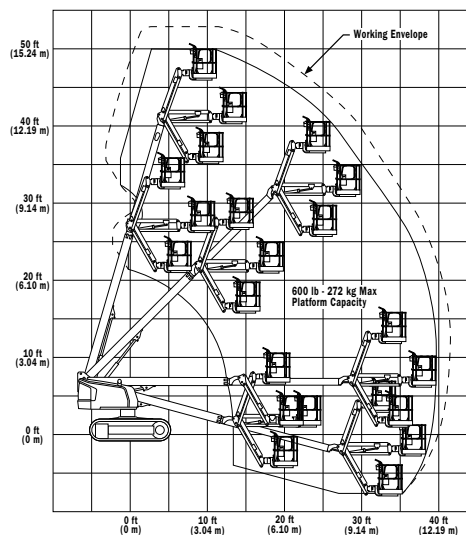 50 ft
(15.24 m)
Working Envelope
40 ft
(12.19 m)
30 ft
(9.14 m)
20 ft
(6.10 m)
600 lb - 272 kg Max
Platform Capacity
10 ft
(3.04 m)
0 ft
(0 m)
0 ft
(0 m)
10 ft
(3.04 m)
20 ft
(6.10 m)
30 ft
(9.14 m)
40 ft
(12.19 m)